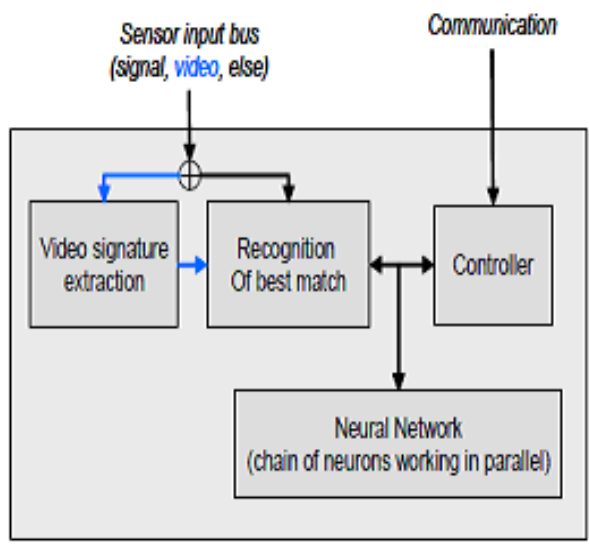 Sensor input bus
(signal, video, else)
Communication
Video signature
extraction
Recognition
Of best match
Controller
Neural Network
(chain of neurons working in parallel)